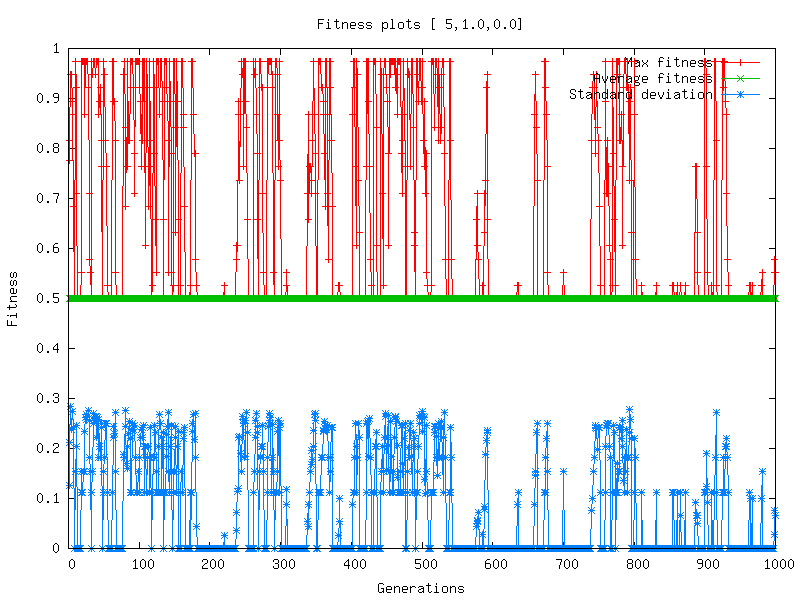 Fitness plots [ 5,1.0,0.0]
Max fitness
Average fitness
Standard deviation
1
0.9
0.8
0.7
0.6
0.5
0.4
0.3
0.2
0.1
0
Fitness
0 100 200 300 400 500 600 700 800 900 1000
Generations